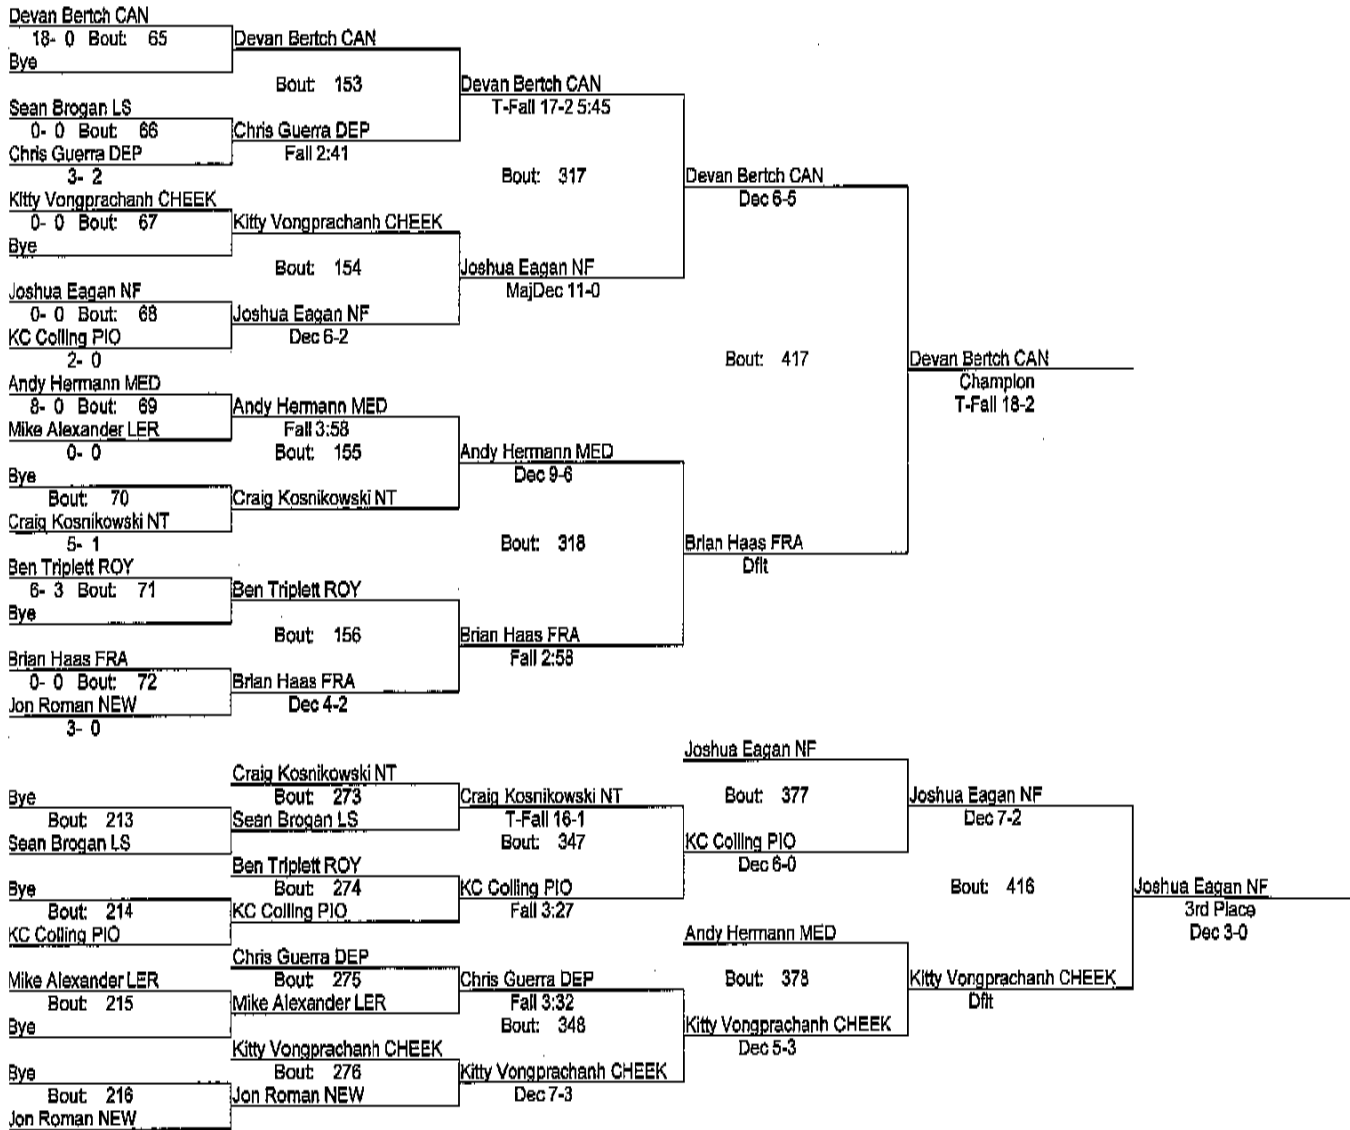 Devan Bertch CAN
18- 0 Bout: 65
Bye
Devan Bertch CAN
Bout: 153
Sean Brogan LS
0- 0 Bout: 66
Chris Guerra DEP
3- 2
Chris Guerra DEP
Fall 2:41
Devan Bertch CAN
T-Fall 17-2 5:45
Bout: 317
Kitty Vongprachanh CHEEK
0- 0 Bout: 67
Bye
Kitty Vongprachanh CHEEK
Bout: 154
Joshua Eagan NF
0- 0 Bout: 68
KC Colling PIO
2- 0
Joshua Eagan NF
Dec 6-2
Joshua Eagan NF
MajDec 11-0
Devan Bertch CAN
Dec 6-5
Bout: 417
Andy Hermann MED
8- 0 Bout: 69
Mike Alexander LER
0- 0
Andy Hermann MED
Fall 3:58
Bout: 155
Bye
Bout: 70
Craig Kosnikowski NT
5- 1
Craig Kosnikowski NT
Andy Hermann MED
Dec 9-6
Bout: 318
Ben Triplett ROY
6- 3 Bout: 71
Bye
Ben Triplett ROY
Bout: 156
Brian Haas FRA
0- 0 Bout: 72
Jon Roman NEW
3- 0
Brian Haas FRA
Dec 4-2
Brian Haas FRA
Fall 2:58
Brian Haas FRA
Dflt
Devan Bertch CAN
Champion
T-Fall 18-2
Bye
Bout: 213
Sean Brogan LS
Craig Kosnikowski NT
Bout: 273
Sean Brogan LS
Craig Kosnikowski NT
T-Fall 16-1
Bout: 347
Bye
Bout: 214
KC Colling PIO
Ben Triplett ROY
Bout: 274
KC Colling PIO
KC Colling PIO
Fall 3:27
Joshua Eagan NF
Bout: 377
KC Colling PIO
Dec 6-0
Joshua Eagan NF
Dec 7-2
Bout: 416
Mike Alexander LER
Bout: 215
Bye
Chris Guerra DEP
Bout: 275
Mike Alexander LER
Chris Guerra DEP
Fall 3:32
Bout: 348
Bye
Bout: 216
Jon Roman NEW
Kitty Vongprachanh CHEEK
Bout: 276
Jon Roman NEW
Kitty Vongprachanh CHEEK
Dec 7-3
Andy Hermann MED
Bout: 378
Kitty Vongprachanh CHEEK
Dec 5-3
Kitty Vongprachanh CHEEK
Dflt
Joshua Eagan NF
3rd Place
Dec 3-0